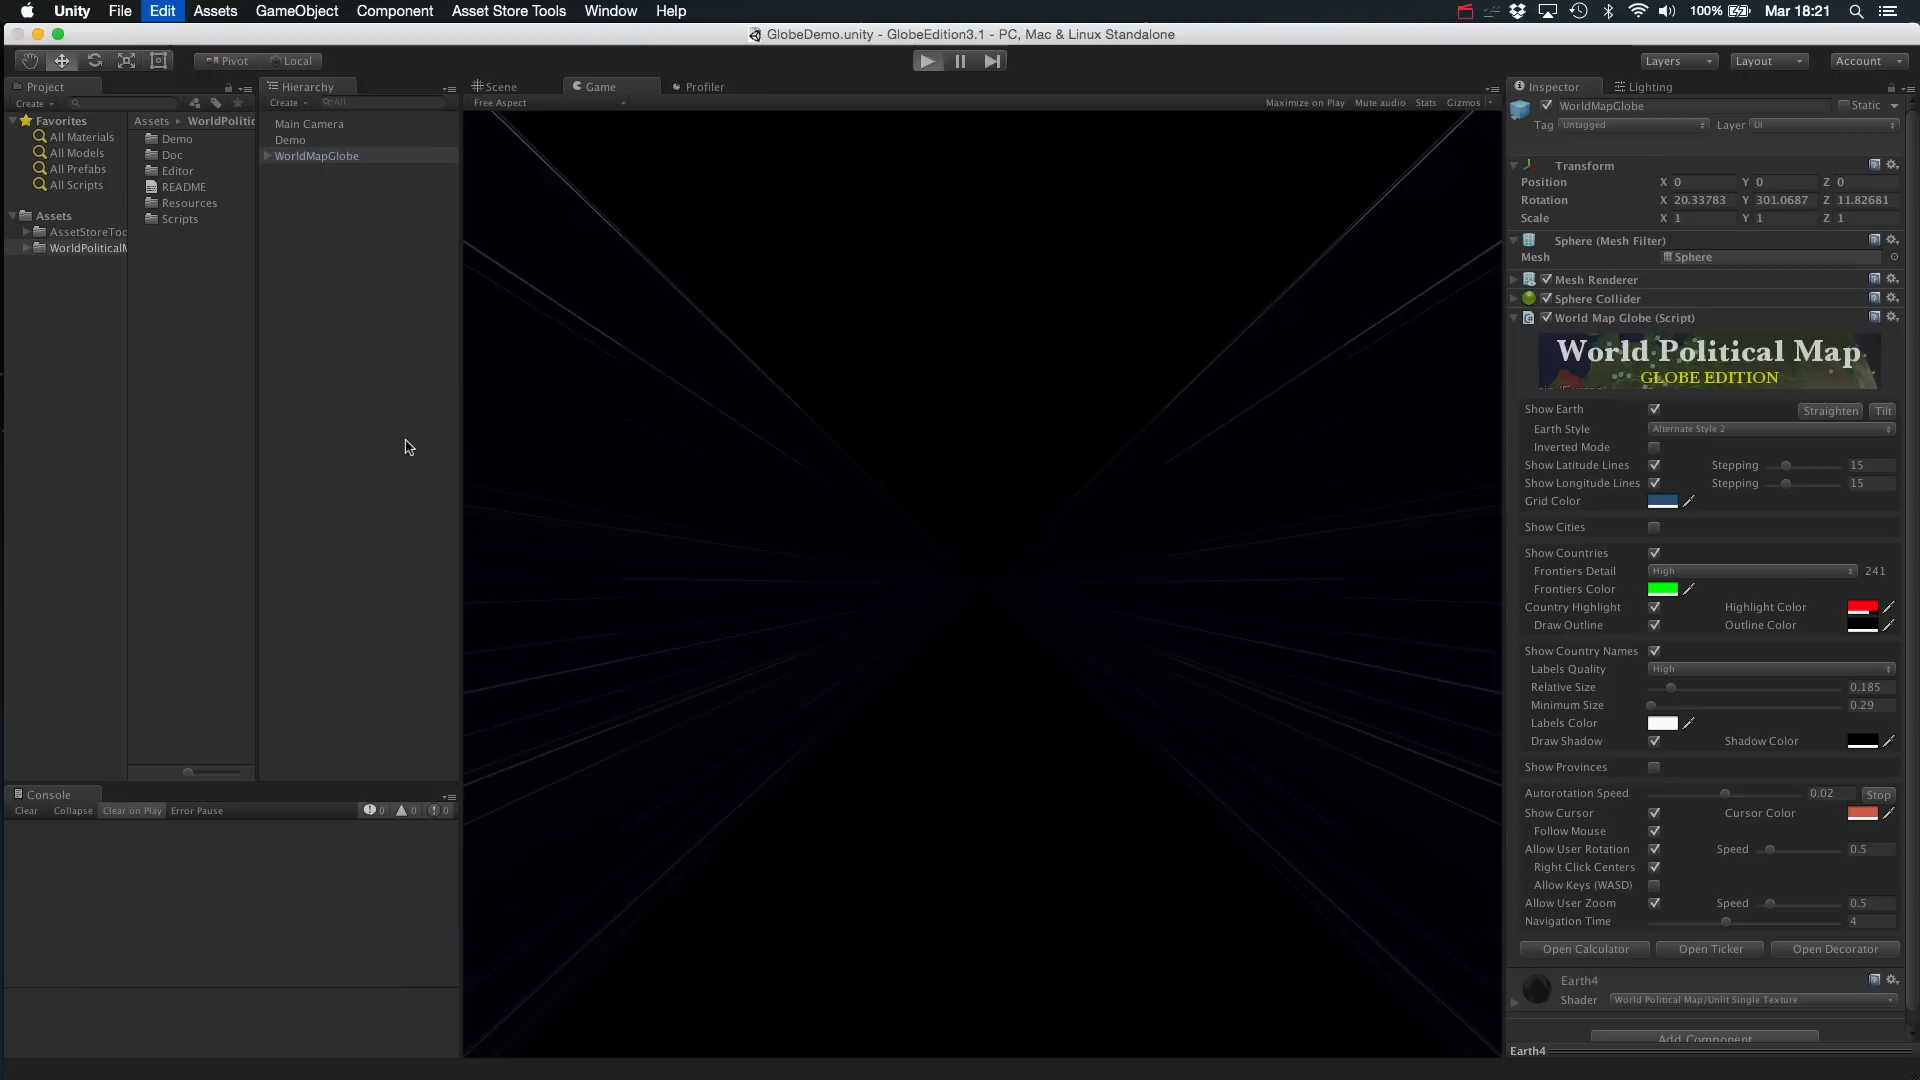 Unity File Edit Assets GameObject Component Asset Store Tools Window Help 100% Mar 18:21
GlobeDemo.unity - GlobeEdition3.1 - PC, Mac & Linux Standalone
Pivot Local Layers Layout Account
Project
Create
Favorites
All Materials
All Models
All Prefabs
All Scripts
Assets
AssetStoreToo
WorldPoliticalM
Assets WorldPolitic
Demo
Doc
Editor
README
Resources
Scripts
Hierarchy
Create All
Main Camera
Demo
WorldMapGlobe
Scene Game Profiler
Free Aspect Maximize on Play Mute audio Stats Gizmos
Console
Clear Collapse Clear on Play Error Pause 0 0 0
Inspector Lighting
WorldMapGlobe Static
Tag Untagged Layer UI
Transform
Position X 0 Y 0 Z 0
Rotation X 20.33783 Y 301.0687 Z 11.82681
Scale X 1 Y 1 Z 1
Sphere (Mesh Filter)
Mesh Sphere
Mesh Renderer
Sphere Collider
World Map Globe (Script)
World Political Map
GLOBE EDITION
Show Earth Straighten Tilt
Earth Style Alternate Style 2
Inverted Mode
Show Latitude Lines Stepping 15
Show Longitude Lines Stepping 15
Grid Color
Show Cities
Show Countries
Frontiers Detail High 241
Frontiers Color
Country Highlight Highlight Color
Draw Outline Outline Color
Show Country Names
Labels Quality High
Relative Size 0.185
Minimum Size 0.29
Labels Color
Draw Shadow Shadow Color
Show Provinces
Autorotation Speed 0.02 Stop
Show Cursor Cursor Color
Follow Mouse
Allow User Rotation Speed 0.5
Right Click Centers
Allow Keys (WASD)
Allow User Zoom Speed 0.5
Navigation Time 4
Open Calculator Open Ticker Open Decorator
Earth4
Shader World Political Map/Unlit Single Texture
Add Component
Earth4